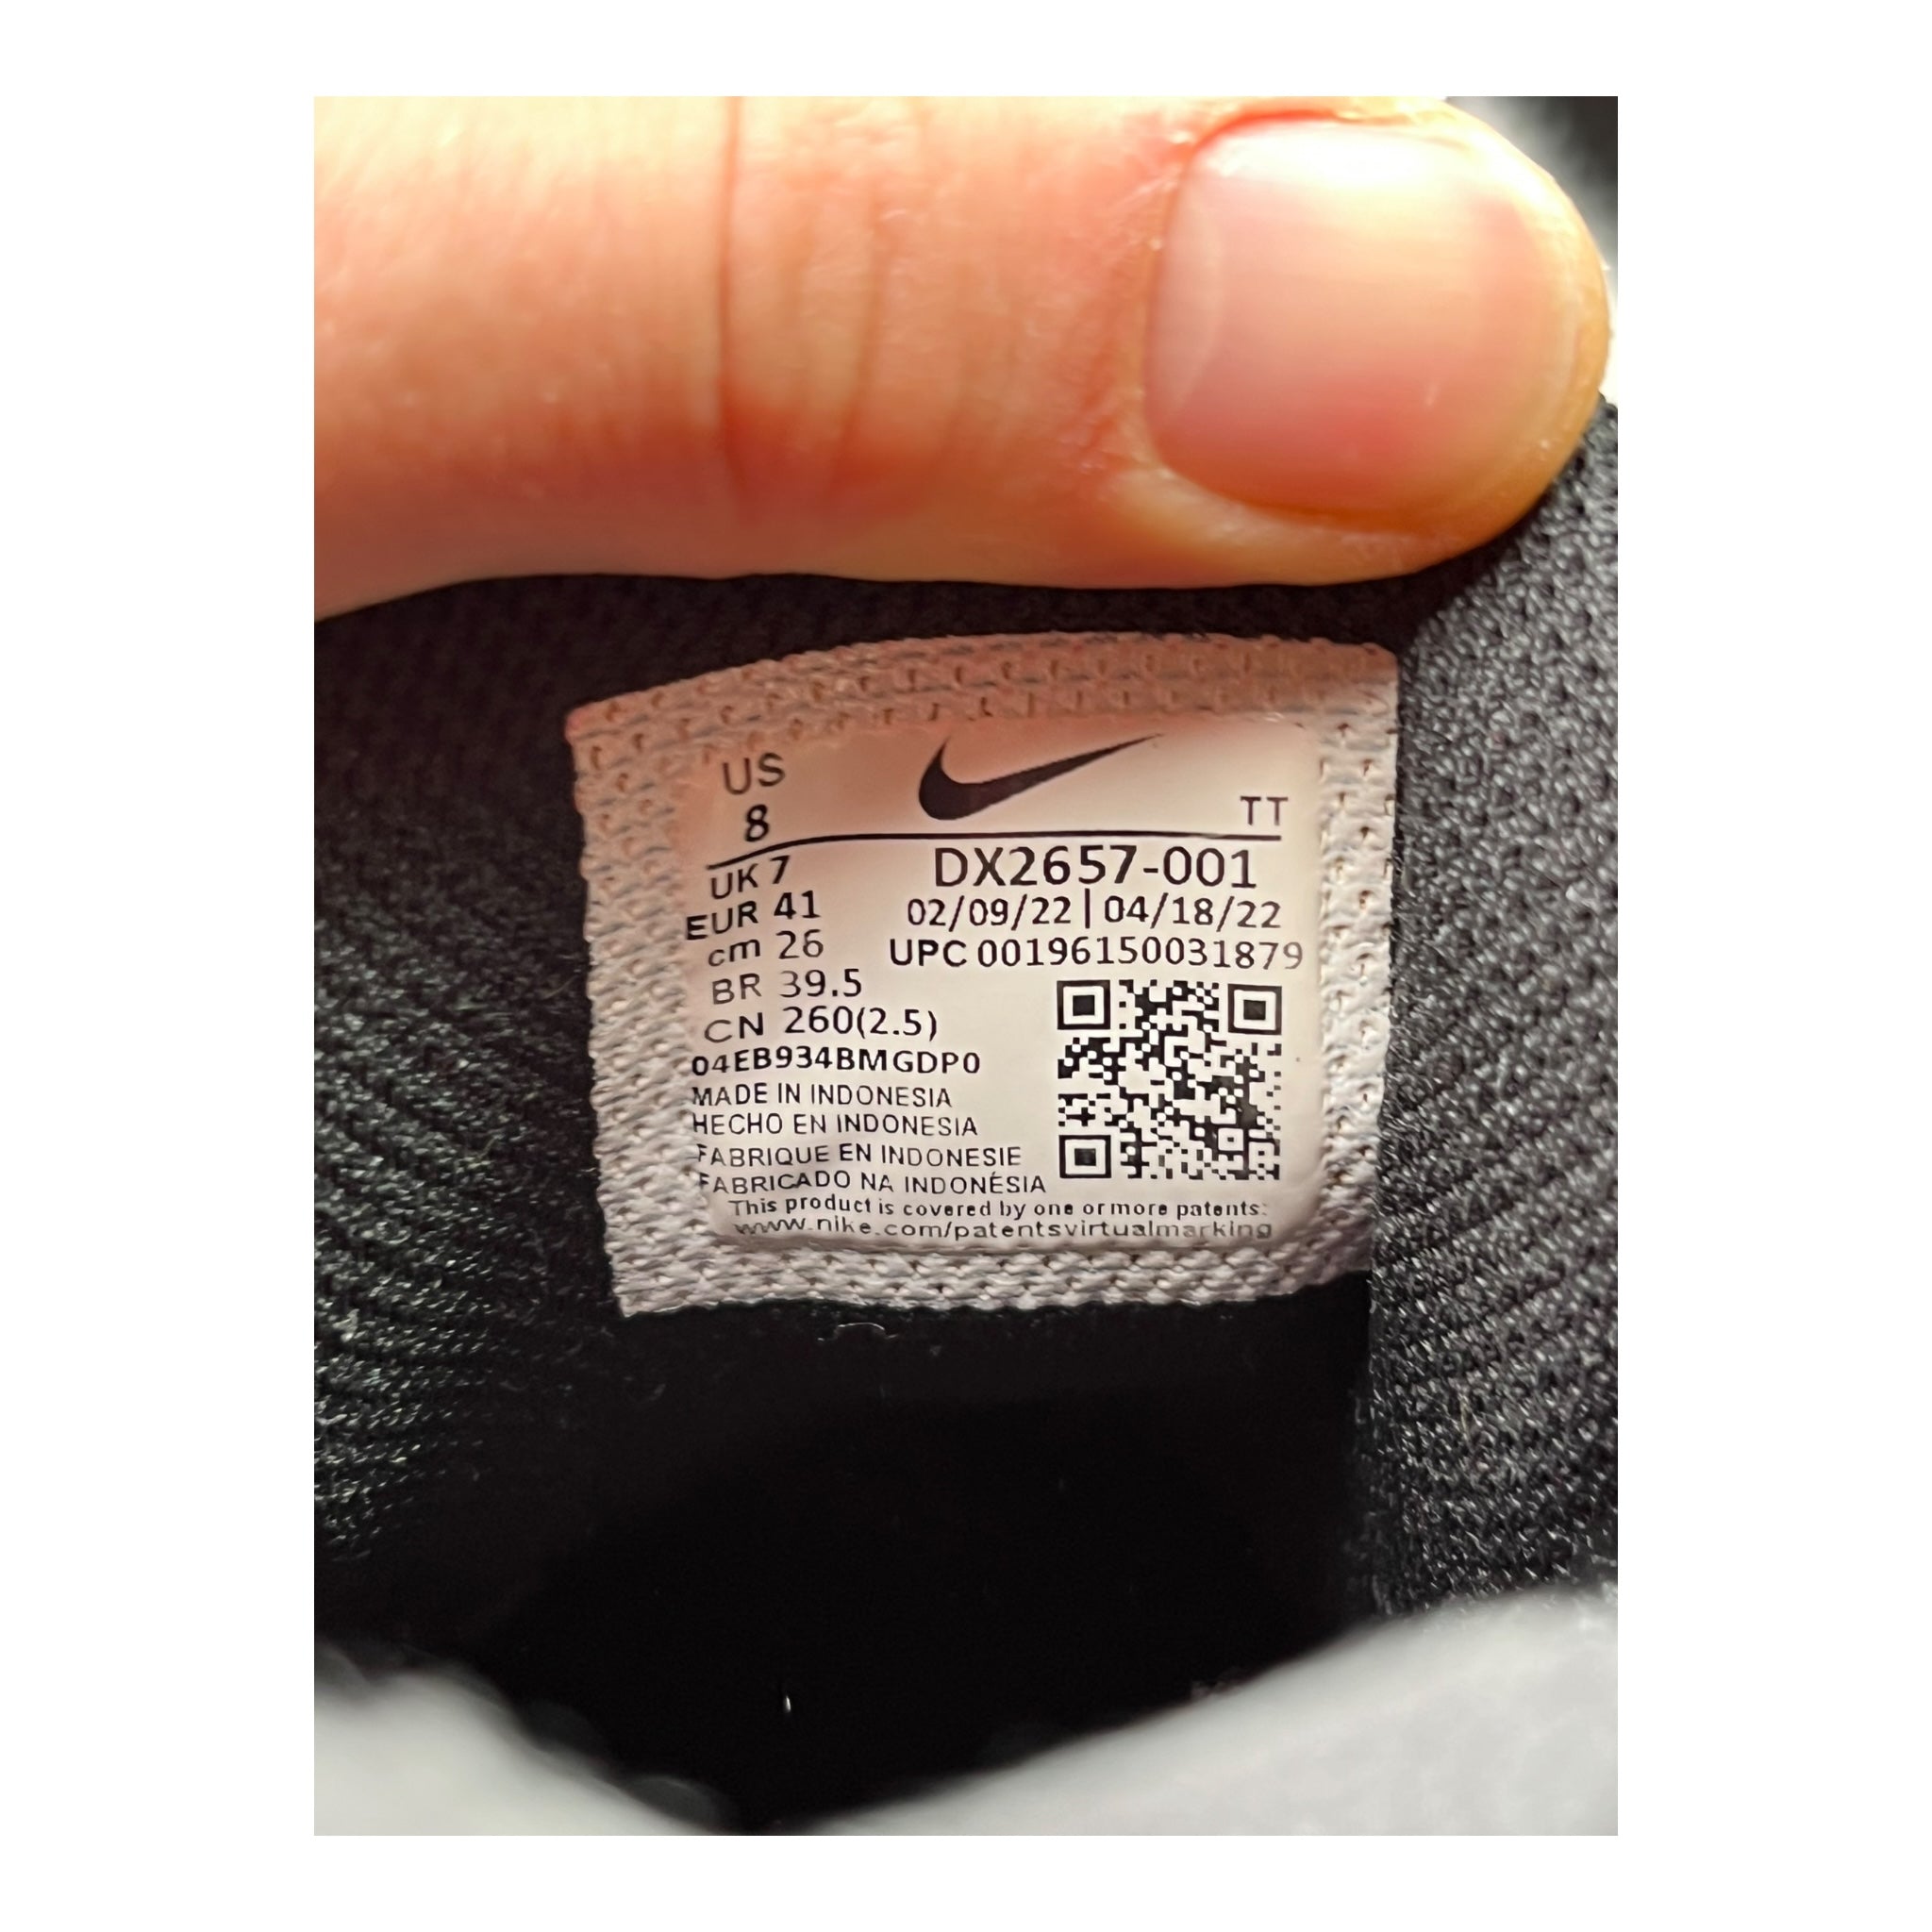 US
8
TT
UK 7
EUR 41
cm 26
BR 39.5
CN 260(2.5)
DX2657-001
02/09/22|04/18/22
UPC 00196150031879
04EB934BMGDP0
MADE IN INDONESIA
HECHO EN INDONESIA
FABRIQUE EN INDONESIE
FABRICADO NA INDONÉSIA
This product is covered by one or more patents:
www.nike.com/patentsvirtualmarking